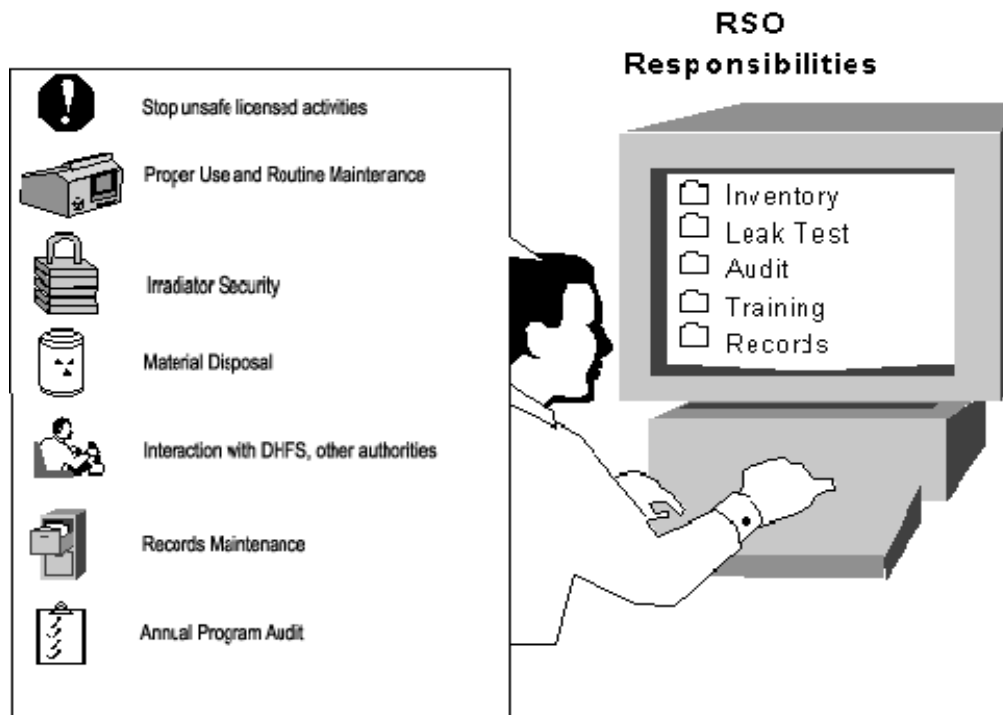 RSO
Responsibilities
Stop unsafe licensed activities
Proper Use and Routine Maintenance
Irradiator Security
Material Disposal
Interaction with DHFS, other authorities
Records Maintenance
Annual Program Audit
Inventory
Leak Test
Audit
Training
Records